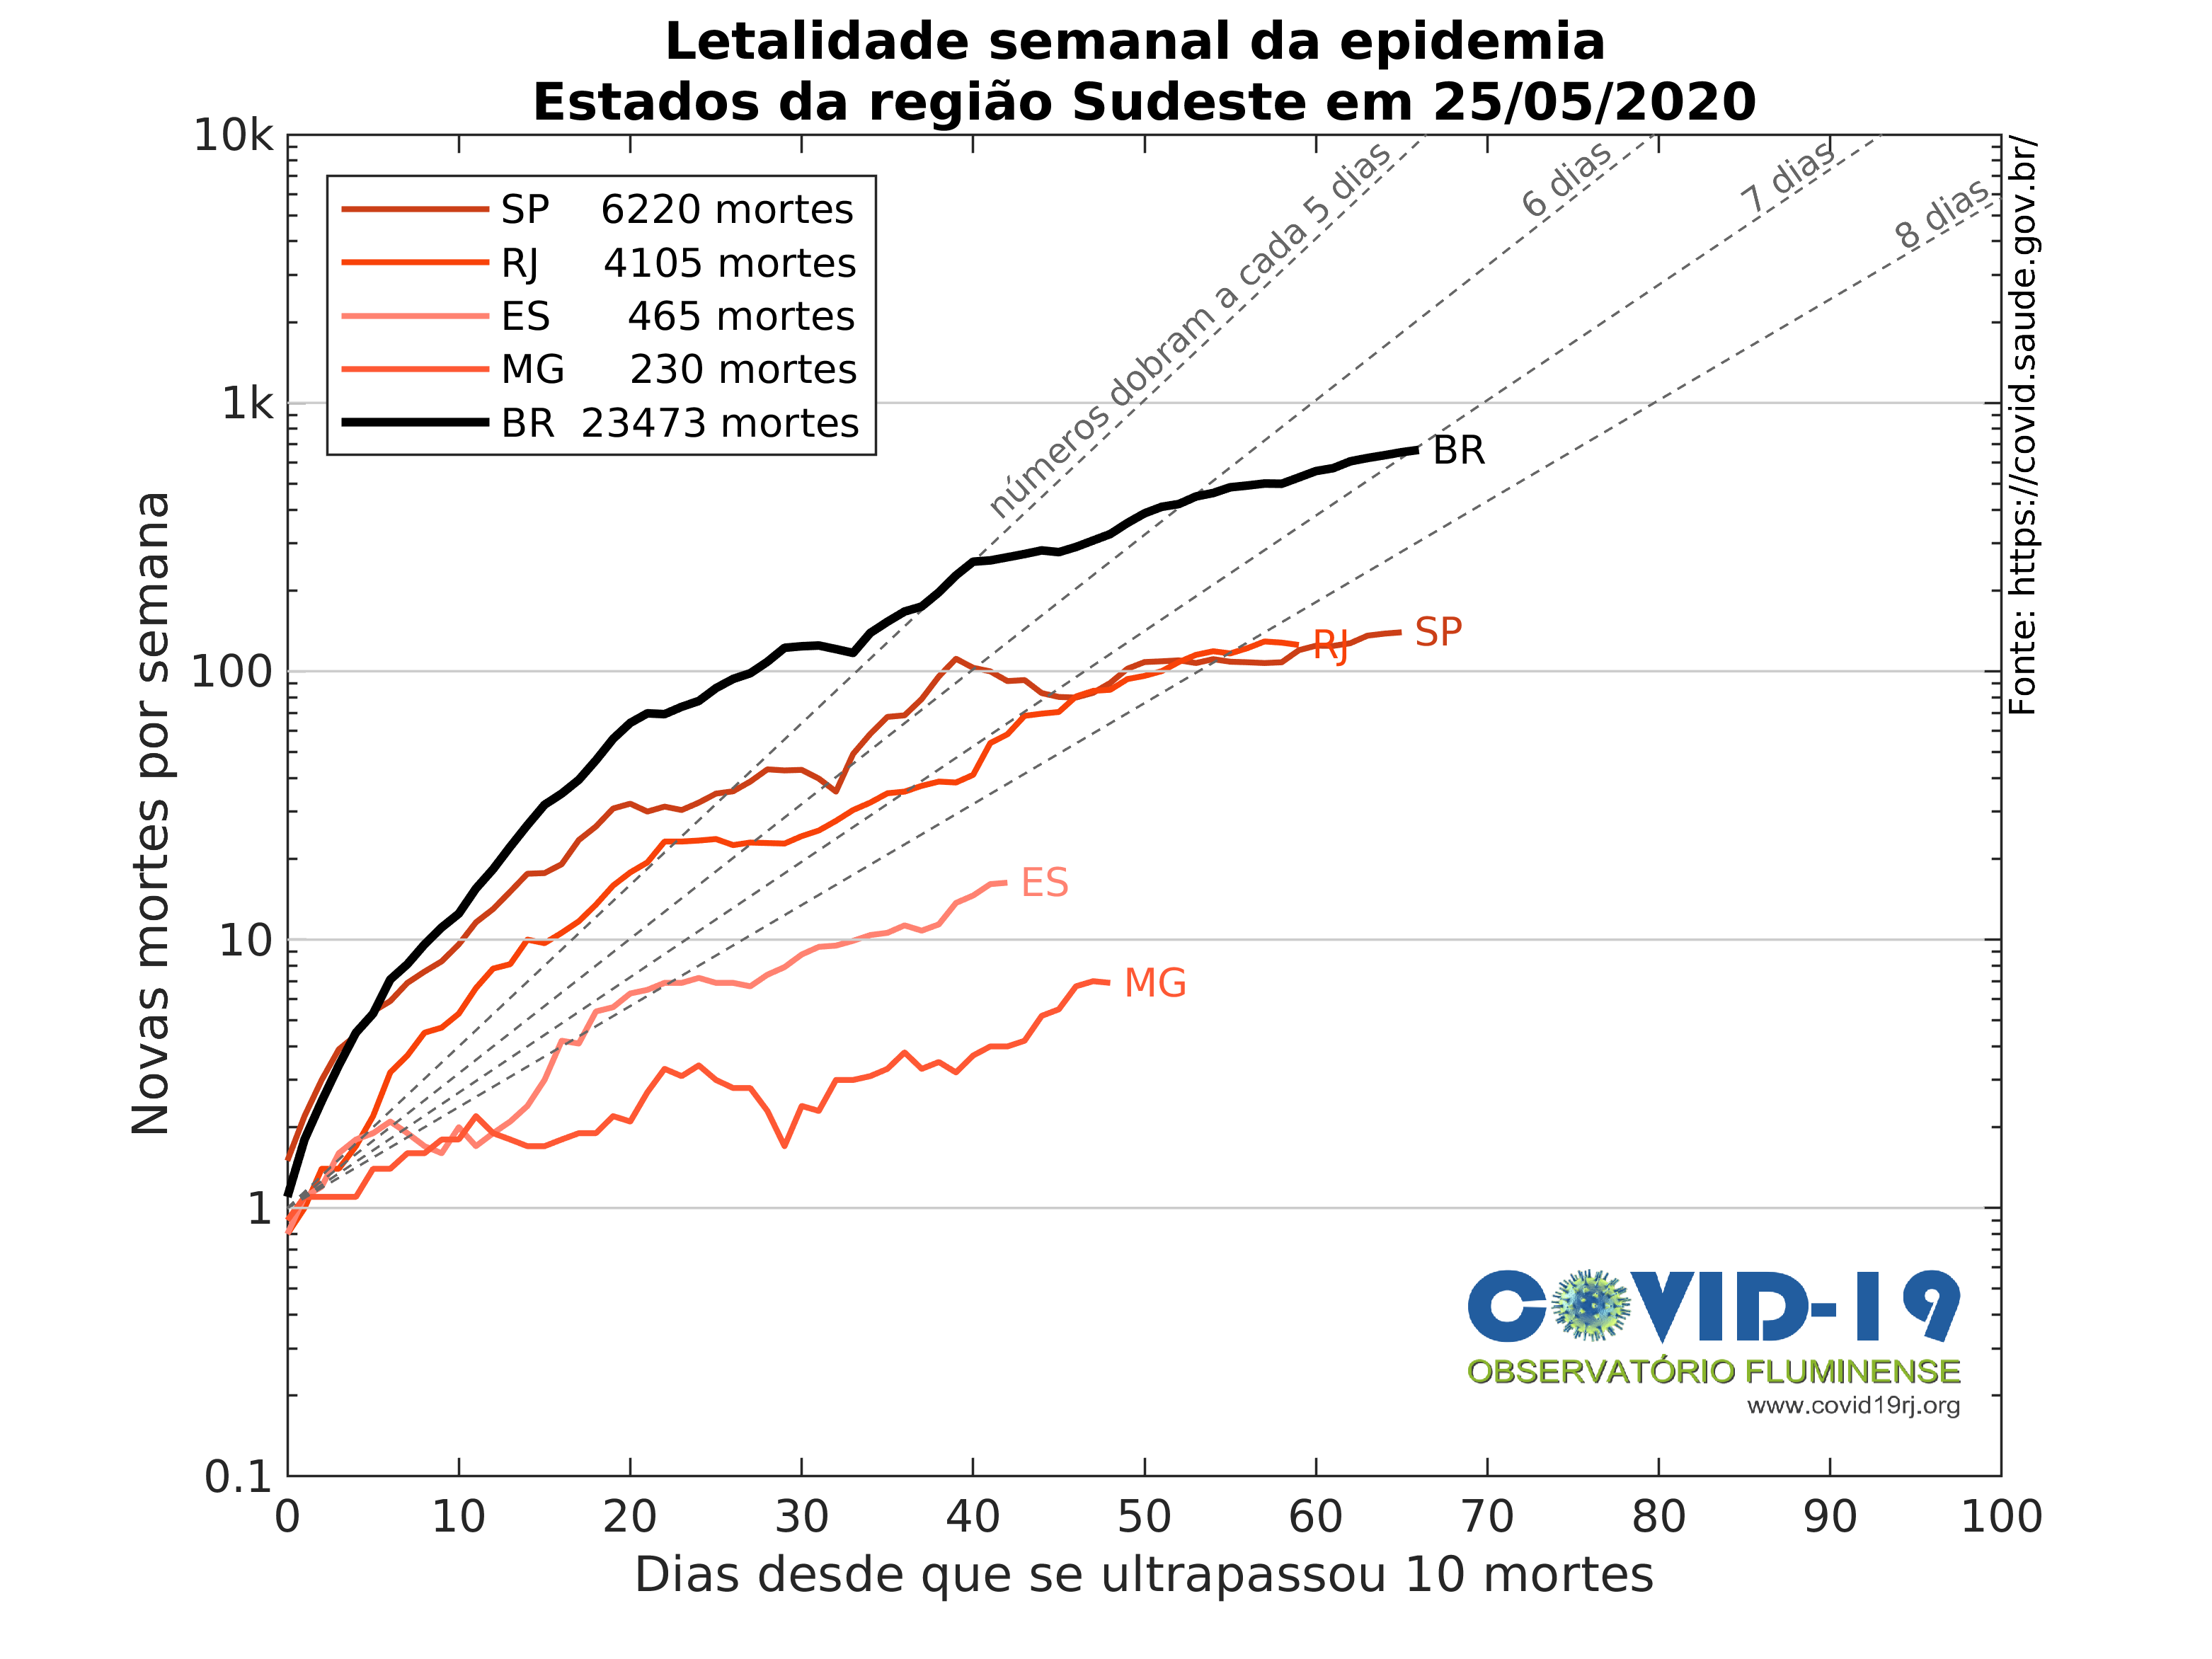 Letalidade semanal da epidemia
Estados da região Sudeste em 25/05/2020
10k
1k
100
10
1
0.1
Novas mortes por semana
SP 6220 mortes
RJ 4105 mortes
ES 465 mortes
MG 230 mortes
BR 23473 mortes
números dobram a cada 5 dias
6 dias
7 dias
8 dias
BR
SP
RJ
ES
MG
Fonte: https://covid.saude.gov.br/
COVID-19
OBSERVATÓRIO FLUMINENSE
www.covid19rj.org
0 10 20 30 40 50 60 70 80 90 100
Dias desde que se ultrapassou 10 mortes